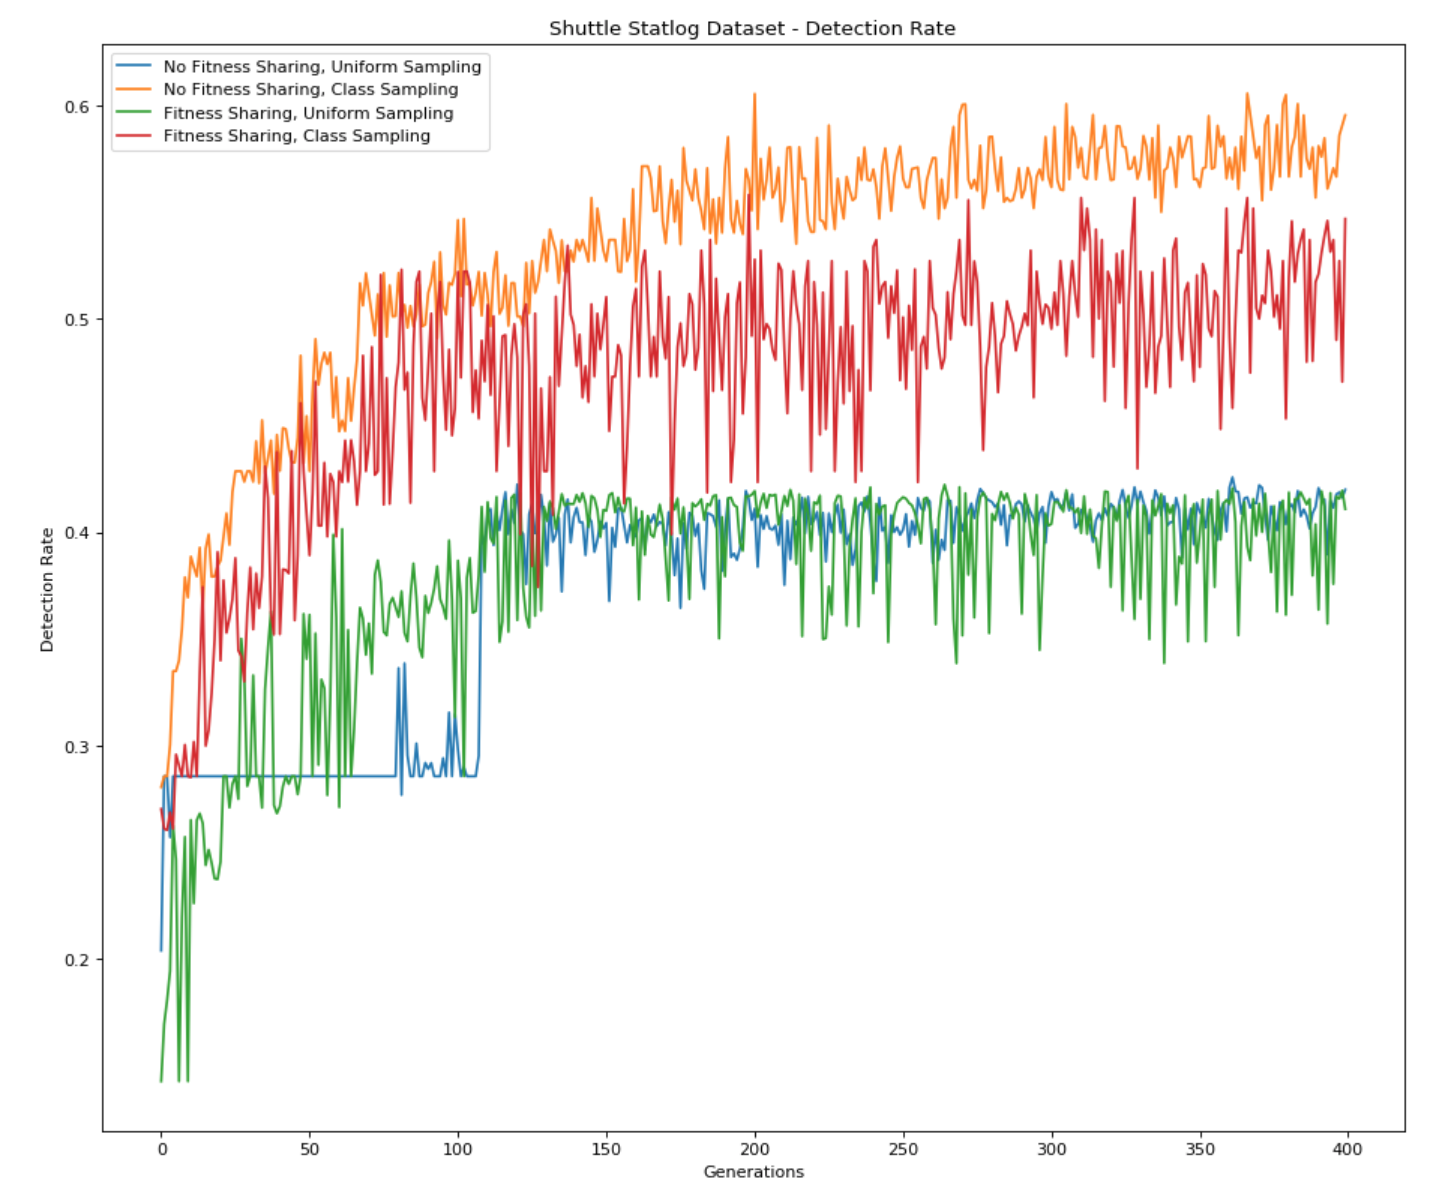 Shuttle Statlog Dataset - Detection Rate
No Fitness Sharing, Uniform Sampling
No Fitness Sharing, Class Sampling
Fitness Sharing, Uniform Sampling
Fitness Sharing, Class Sampling
0.6
0.5
0.4
0.3
0.2
Detection Rate
0 50 100 150 200 250 300 350 400
Generations